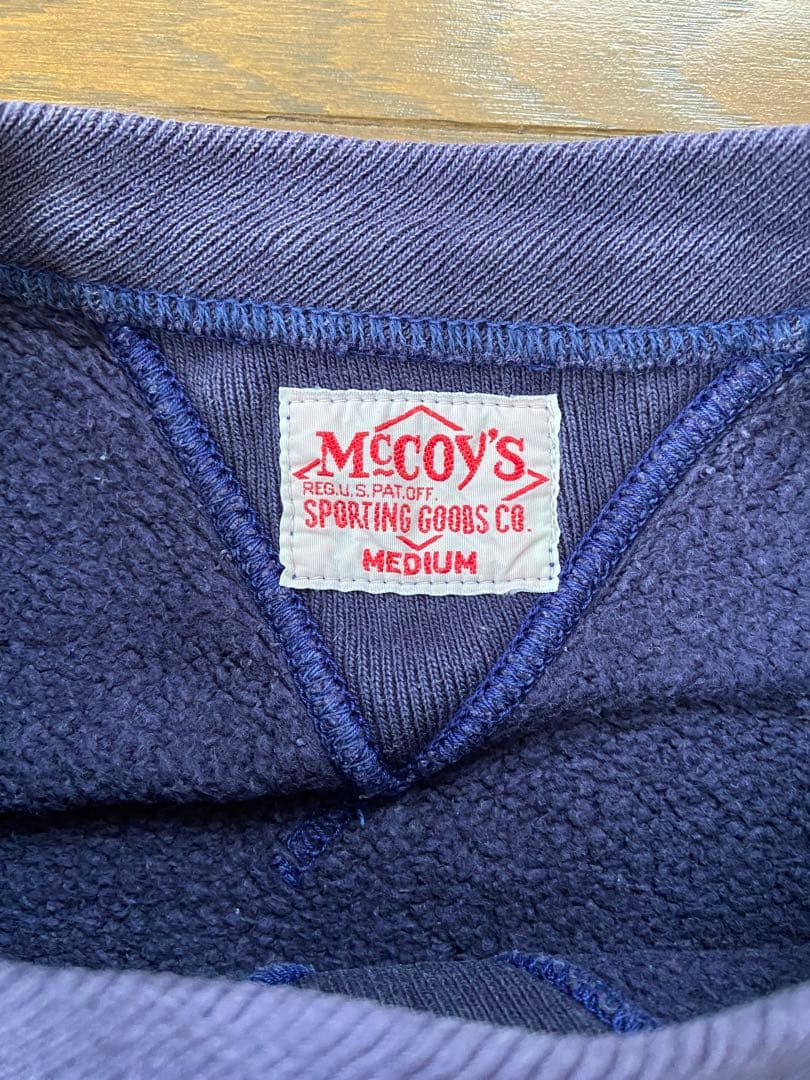 McCOY'S
REG.U.S.PAT.OFF.
SPORTING GOODS CO.
MEDIUM